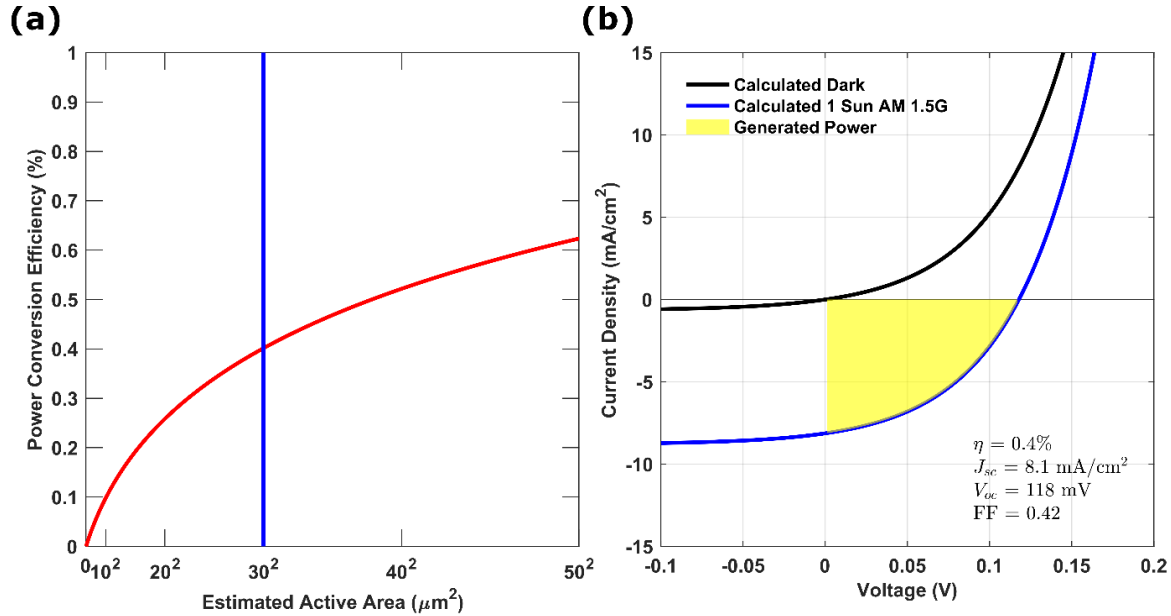 (a)
1
0.9
0.8
0.7
0.6
0.5
0.4
0.3
0.2
0.1
0
Power Conversion Efficiency (%)
0 10² 20² 30² 40² 50²
Estimated Active Area (μm²)
(b)
15
10
5
0
-5
-10
-15
Current Density (mA/cm²)
Calculated Dark
Calculated 1 Sun AM 1.5G
Generated Power
η = 0.4%
J_sc = 8.1 mA/cm²
V_oc = 118 mV
FF = 0.42
-0.1 -0.05 0 0.05 0.1 0.15 0.2
Voltage (V)